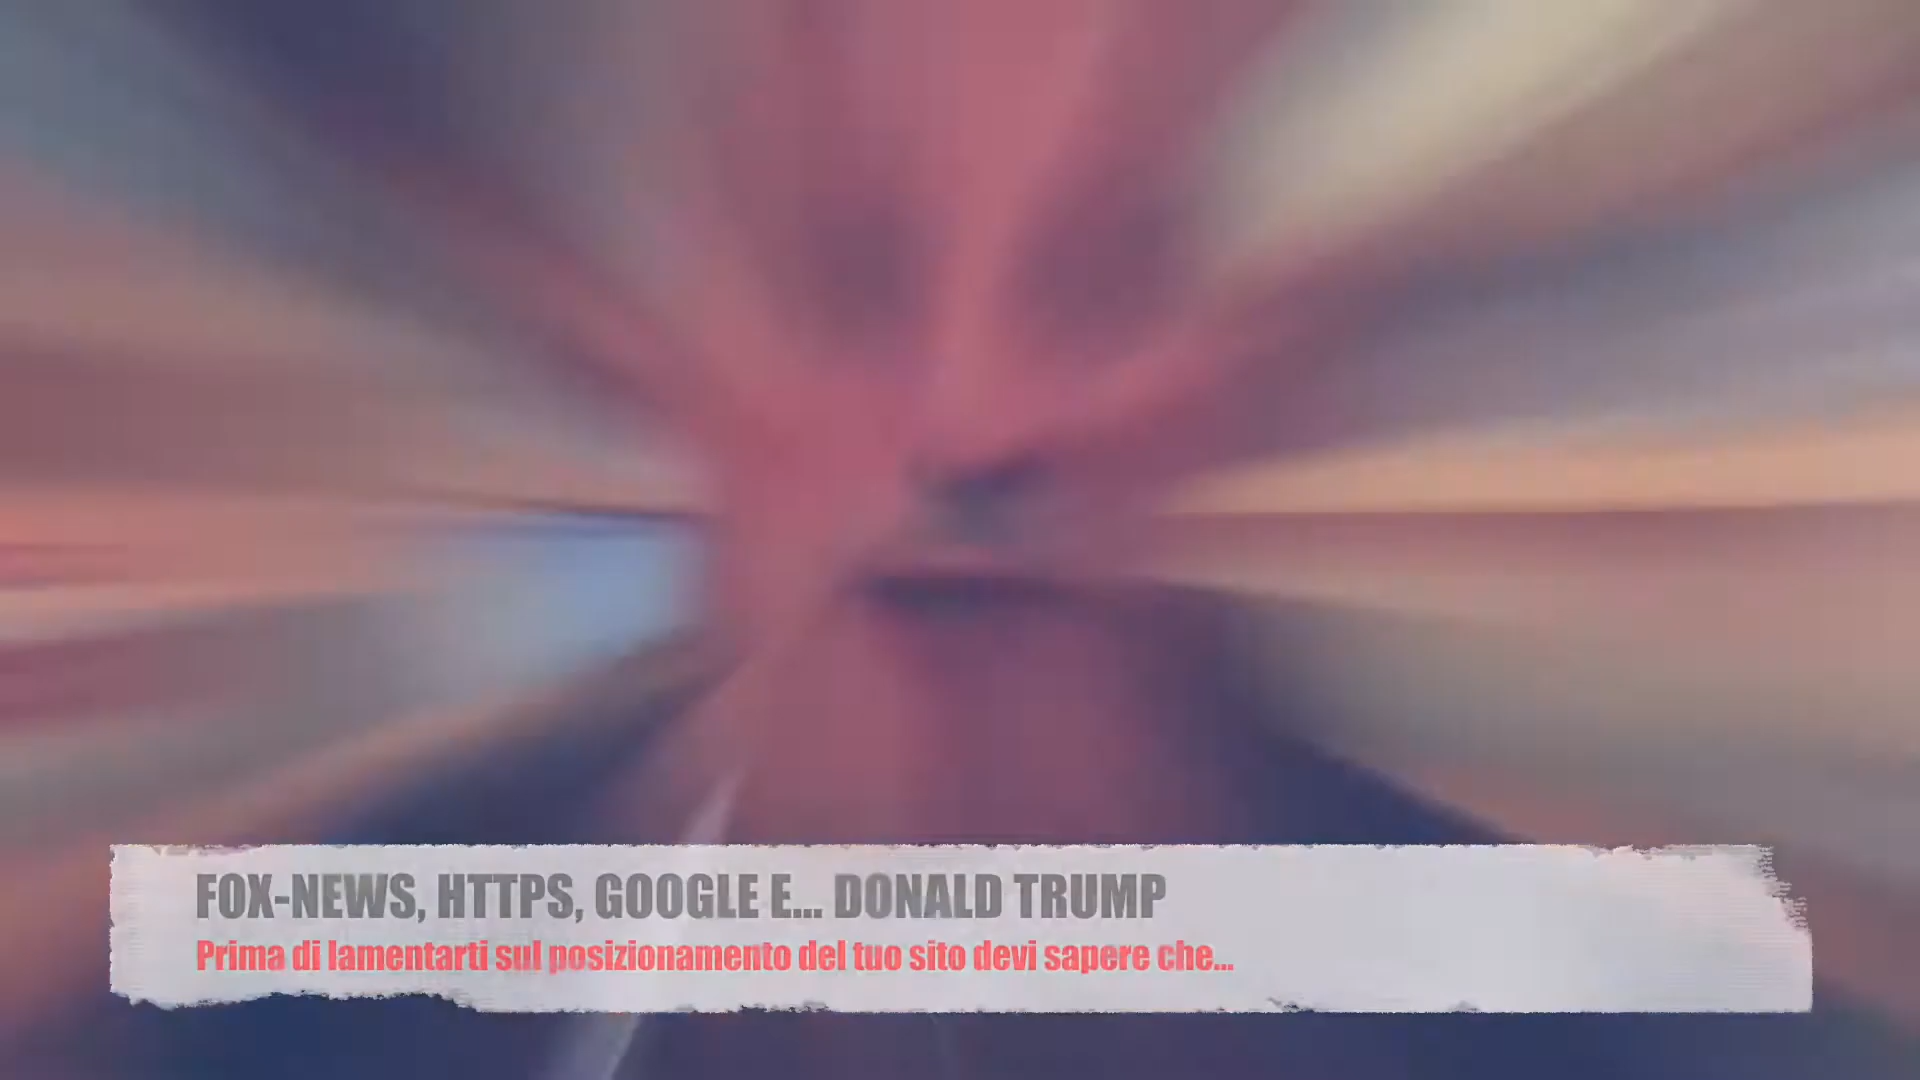 FOX-NEWS, HTTPS, GOOGLE E... DONALD TRUMP
Prima di lamentarti sul posizionamento del tuo sito devi sapere che...